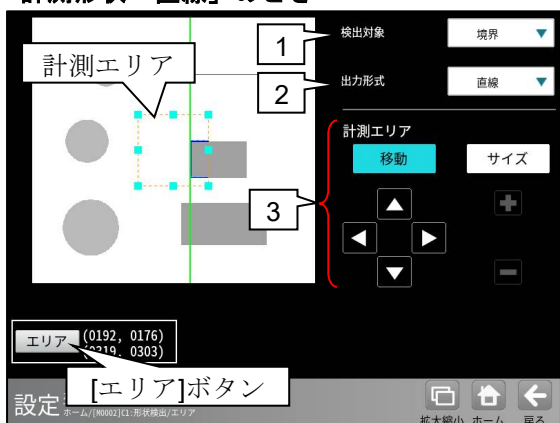 計測形状　直線」のとき
1
検出対象
境界
計測エリア
2
出力形式
直線
計測エリア
移動
サイズ
3
エリア
(0192, 0176)
(0319, 0303)
[エリア]ボタン
設定
ホーム/[M0002]C1:形状検出/エリア
拡大縮小
ホーム
戻る